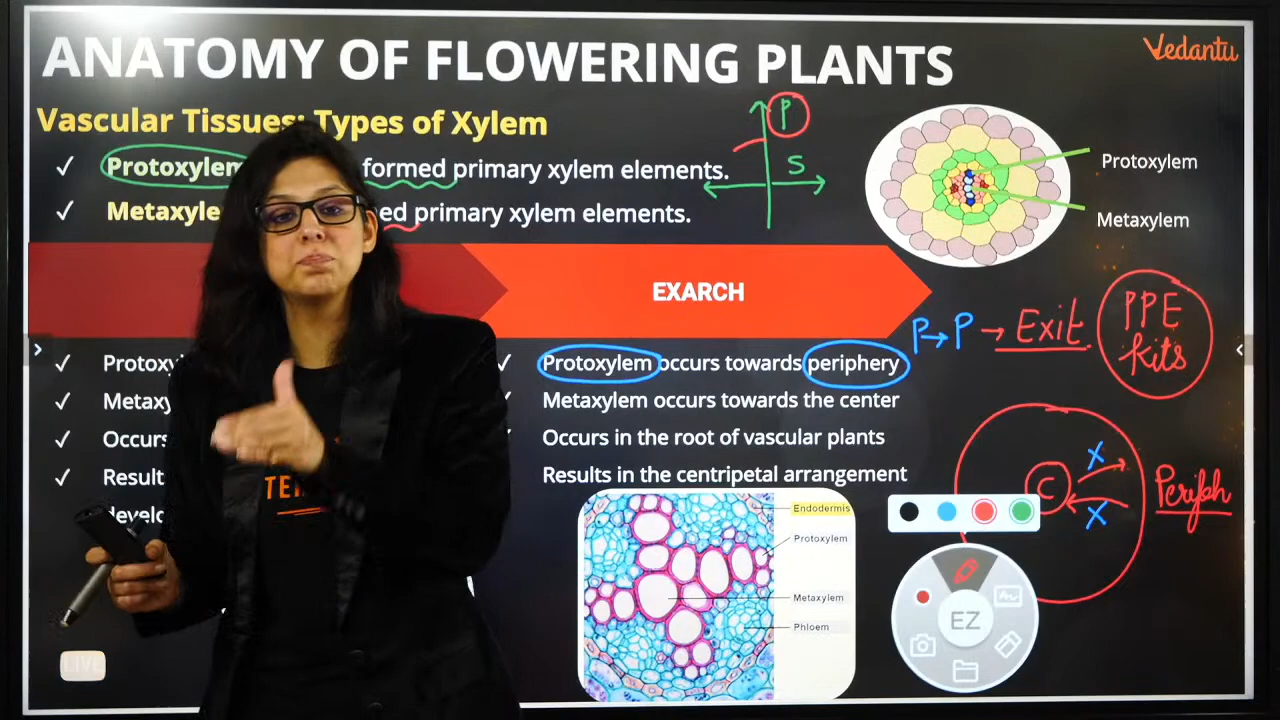 ANATOMY OF FLOWERING PLANTS
Vedantu
Vascular Tissues: Types of Xylem
P
S
✓ Protoxylem formed primary xylem elements.
✓ Metaxyle ed primary xylem elements.
Protoxylem
Metaxylem
EXARCH
P→P → Exit
PPE
Kits
✓ Protoxy
✓ Metaxy
✓ Occurs
✓ Result
develo
✓ Protoxylem occurs towards periphery
✓ Metaxylem occurs towards the center
Occurs in the root of vascular plants
Results in the centripetal arrangement
Endodermis
Protoxylem
Metaxylem
Phloem
C
X
X
Periph
EZ
TE
LIVE